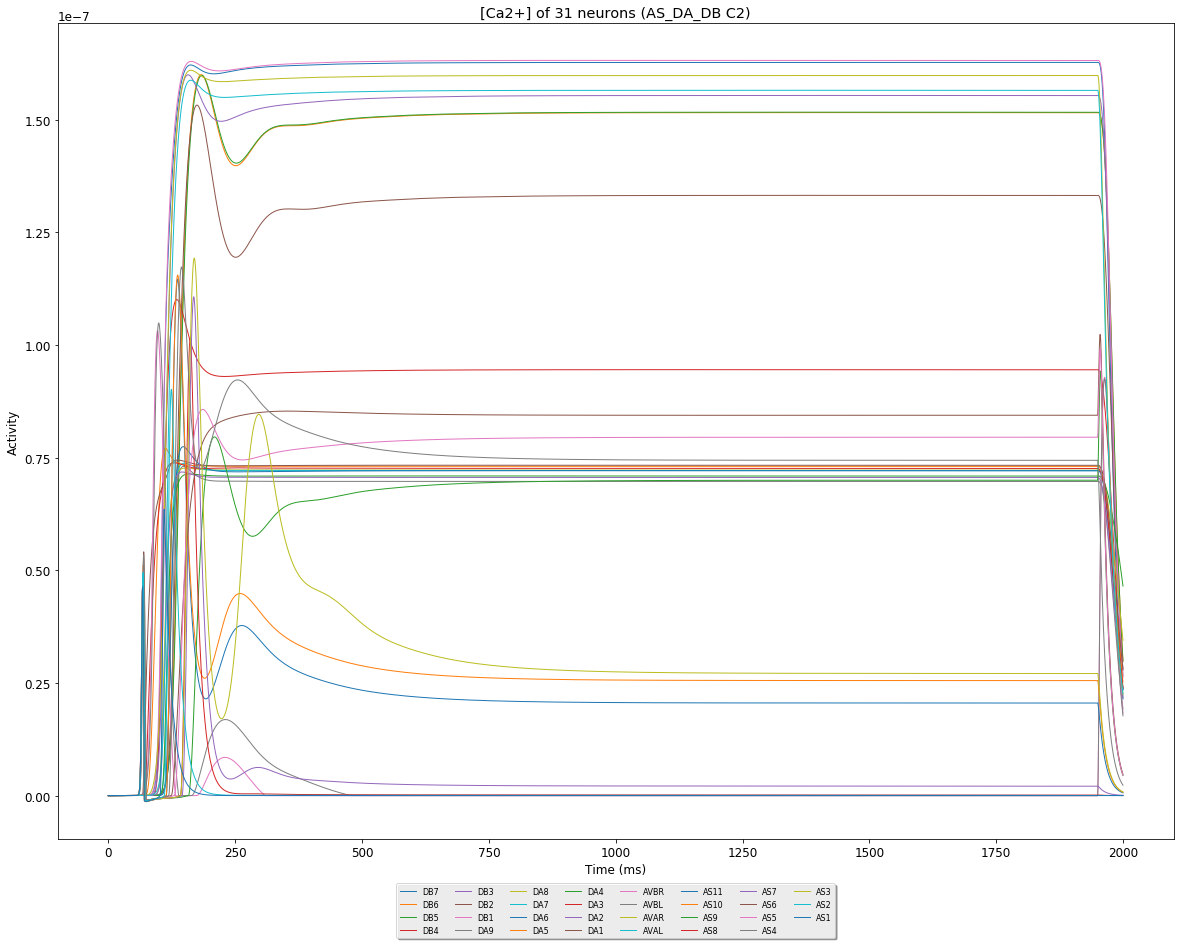 [Ca2+] of 31 neurons (AS_DA_DB C2)
1e−7
1.50
1.25
1.00
0.75
0.50
0.25
0.00
Activity
0 250 500 750 1000 1250 1500 1750 2000
Time (ms)
DB7 DB3 DA8 DA4 AVBR AS11 AS7 AS3
DB6 DB2 DA7 DA3 AVBL AS10 AS6 AS2
DB5 DB1 DA6 DA2 AVAR AS9 AS5 AS1
DB4 DA9 DA5 DA1 AVAL AS8 AS4